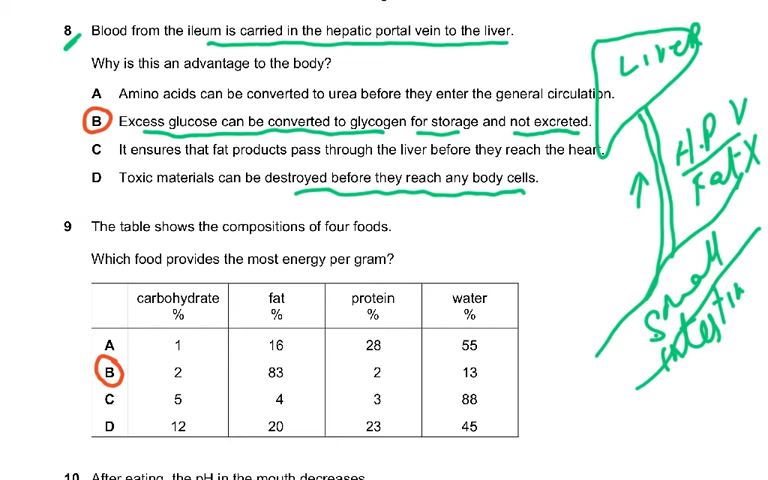 8 Blood from the ileum is carried in the hepatic portal vein to the liver.
Why is this an advantage to the body?
A Amino acids can be converted to urea before they enter the general circulation.
B Excess glucose can be converted to glycogen for storage and not excreted.
C It ensures that fat products pass through the liver before they reach the heart.
D Toxic materials can be destroyed before they reach any body cells.
Liver
H.P V
Fat X
Small
intestin
9 The table shows the compositions of four foods.
Which food provides the most energy per gram?
carbohydrate % fat % protein % water %
A 1 16 28 55
B 2 83 2 13
C 5 4 3 88
D 12 20 23 45
10 After eating, the pH in the mouth decreases.